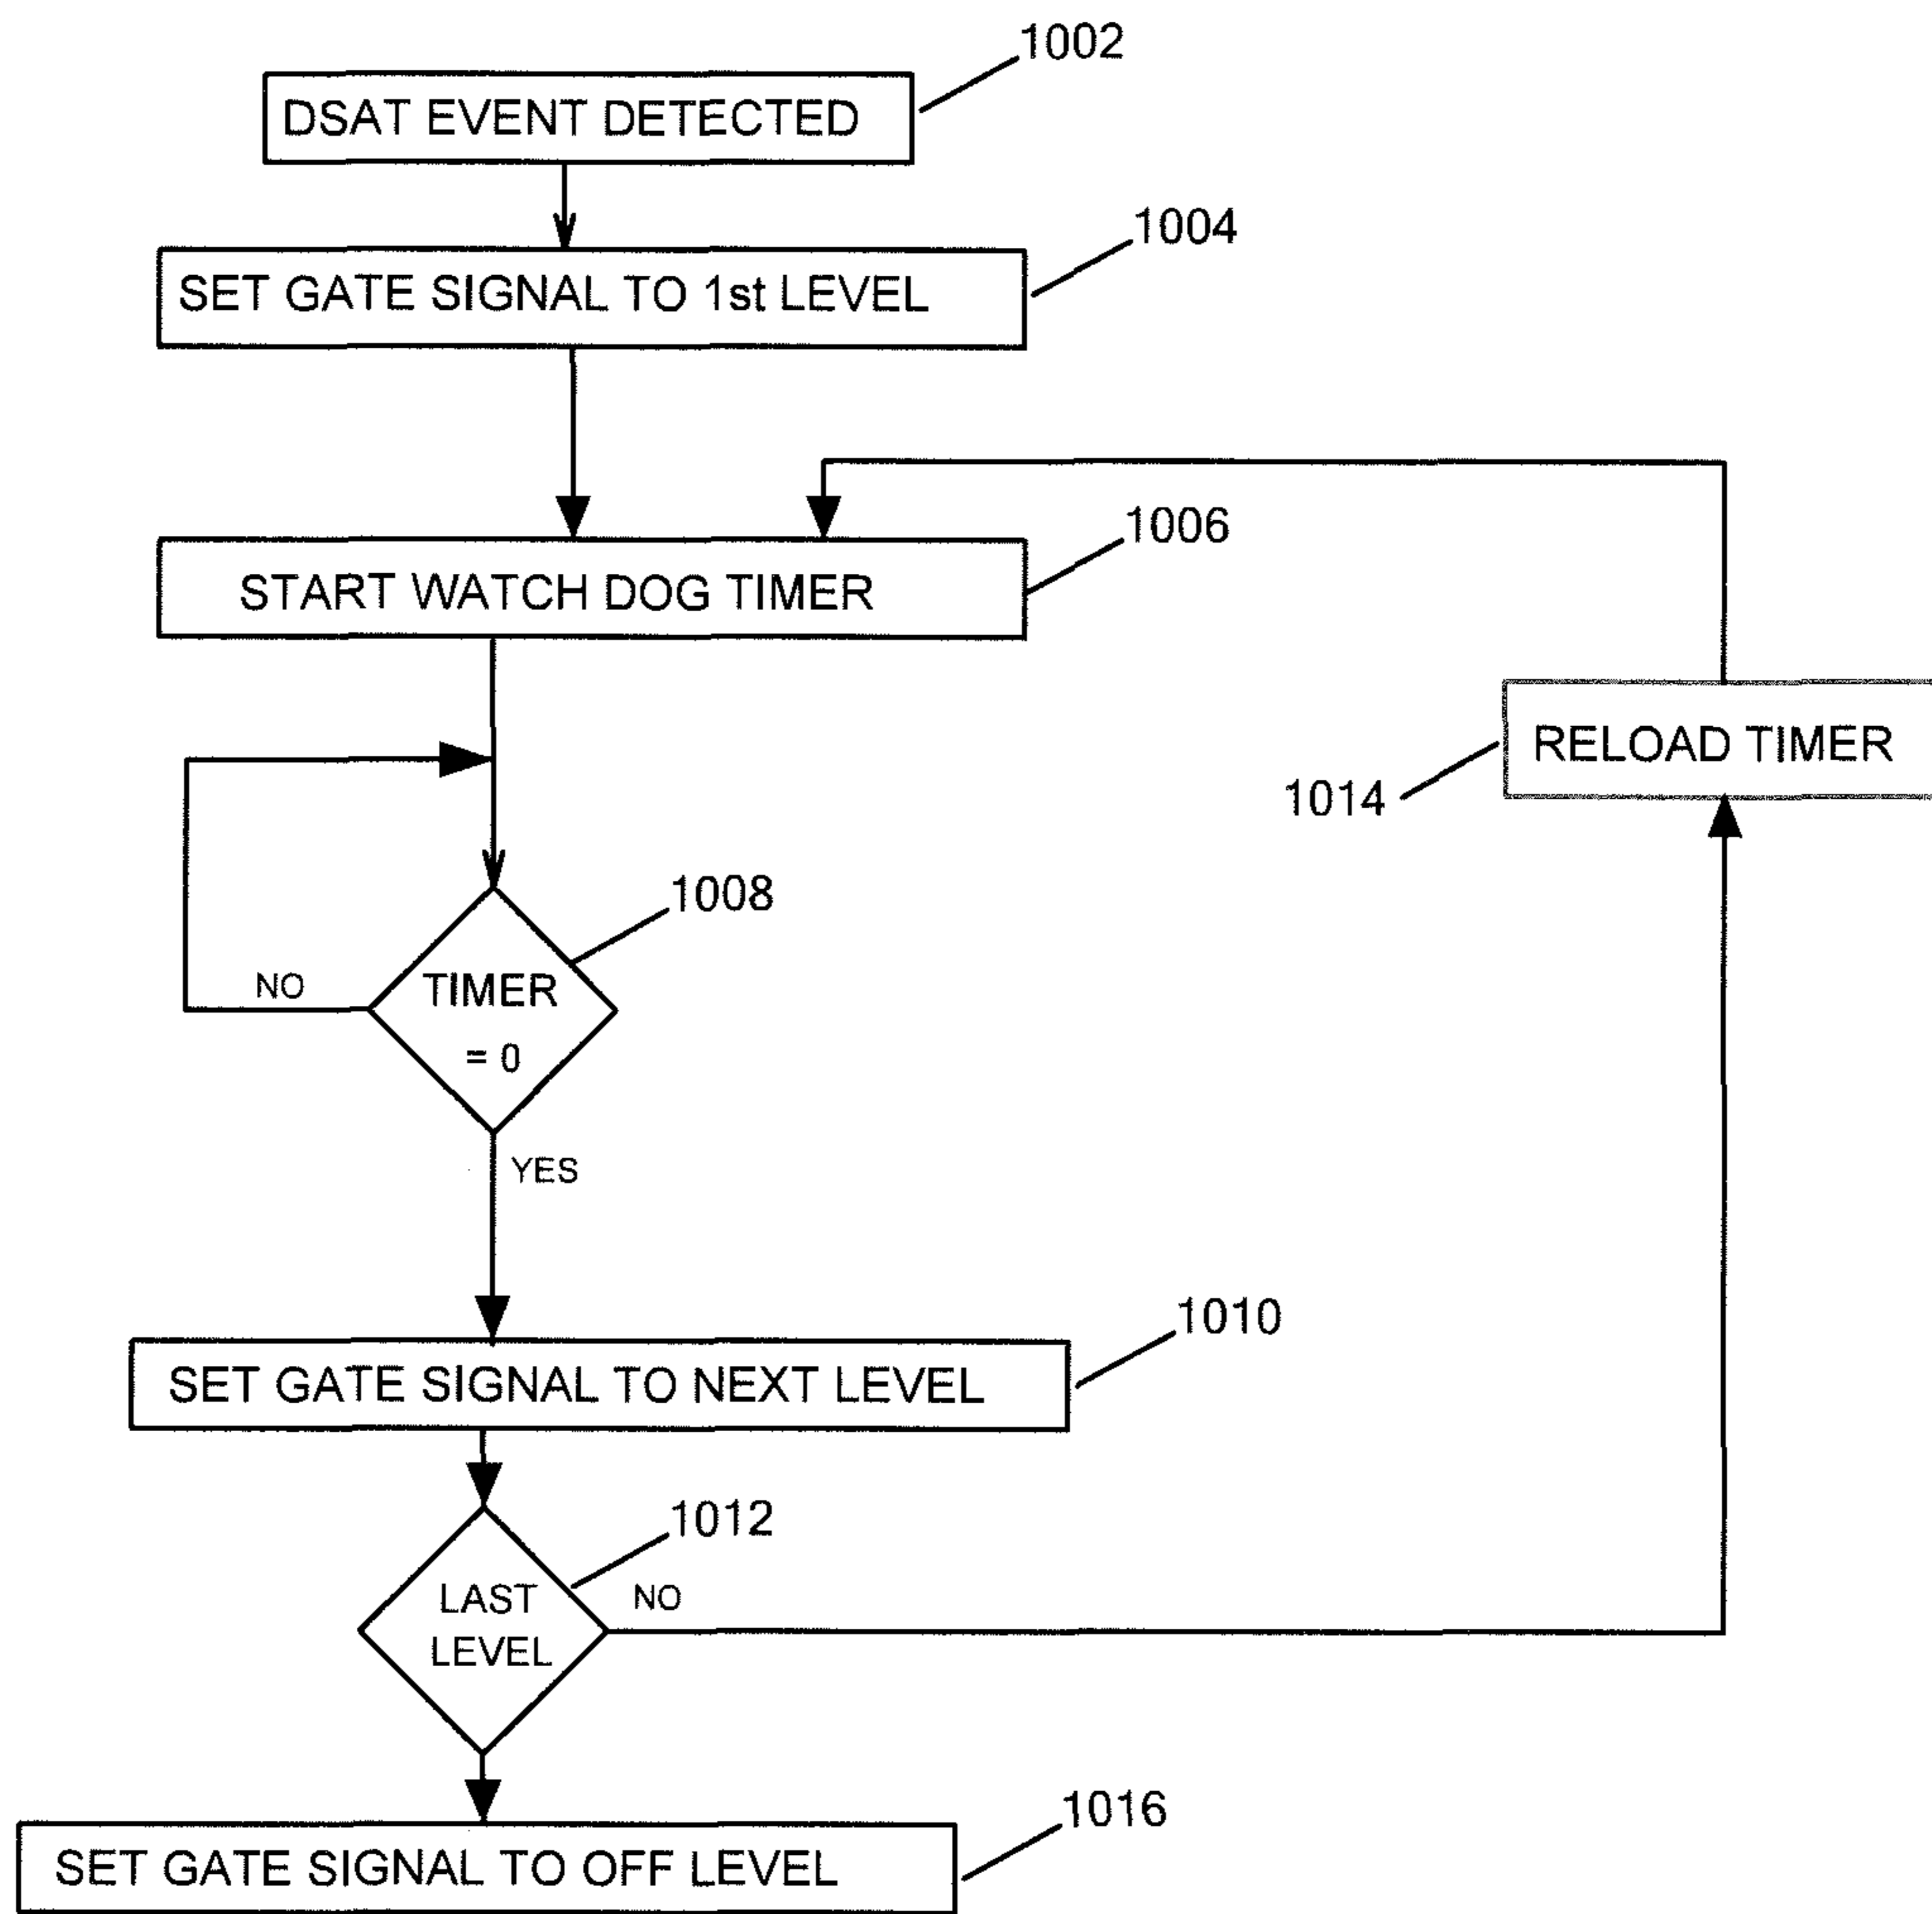 1002
DSAT EVENT DETECTED
1004
SET GATE SIGNAL TO 1st LEVEL
1006
START WATCH DOG TIMER
RELOAD TIMER
1014
1008
NO
TIMER
= 0
YES
1010
SET GATE SIGNAL TO NEXT LEVEL
1012
LAST
LEVEL
NO
1016
SET GATE SIGNAL TO OFF LEVEL